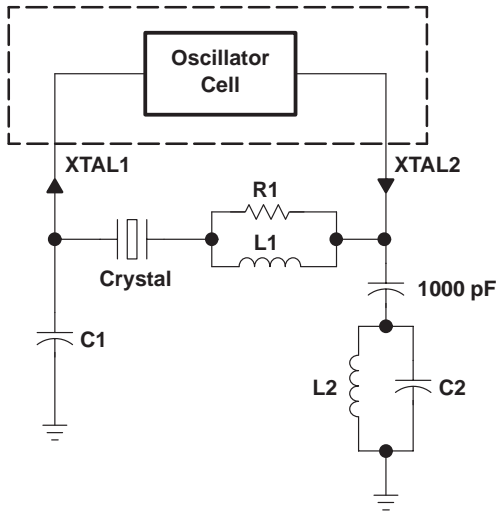 Oscillator
Cell
XTAL1
XTAL2
R1
L1
Crystal
1000 pF
C1
L2
C2